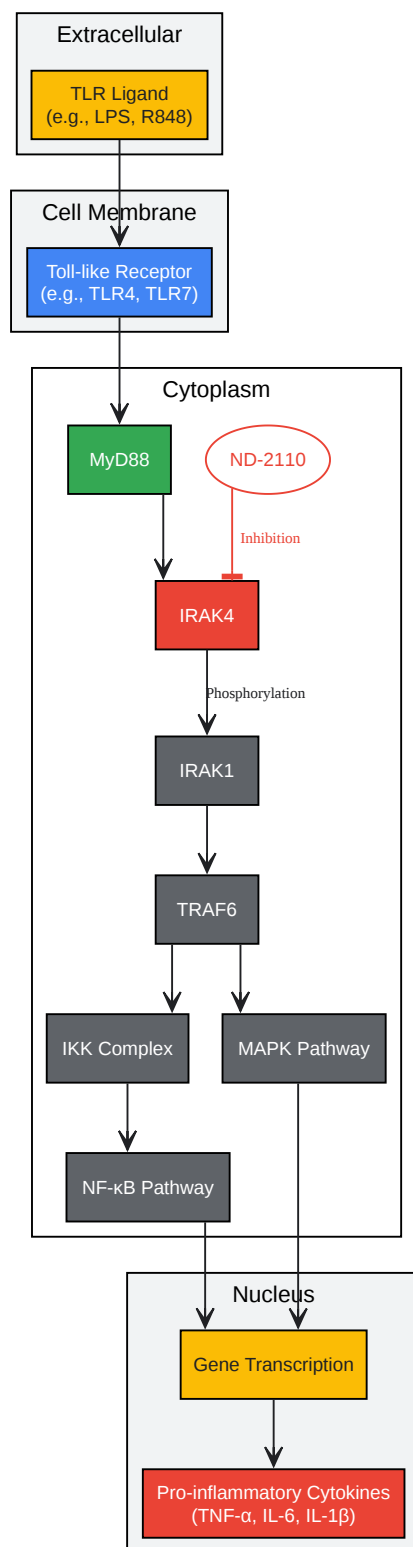 Extracellular
TLR Ligand
(e.g., LPS, R848)
Cell Membrane
Toll-like Receptor
(e.g., TLR4, TLR7)
Cytoplasm
MyD88
ND-2110
Inhibition
IRAK4
Phosphorylation
IRAK1
TRAF6
IKK Complex
MAPK Pathway
NF-κB Pathway
Nucleus
Gene Transcription
Pro-inflammatory Cytokines
(TNF-α, IL-6, IL-1β)